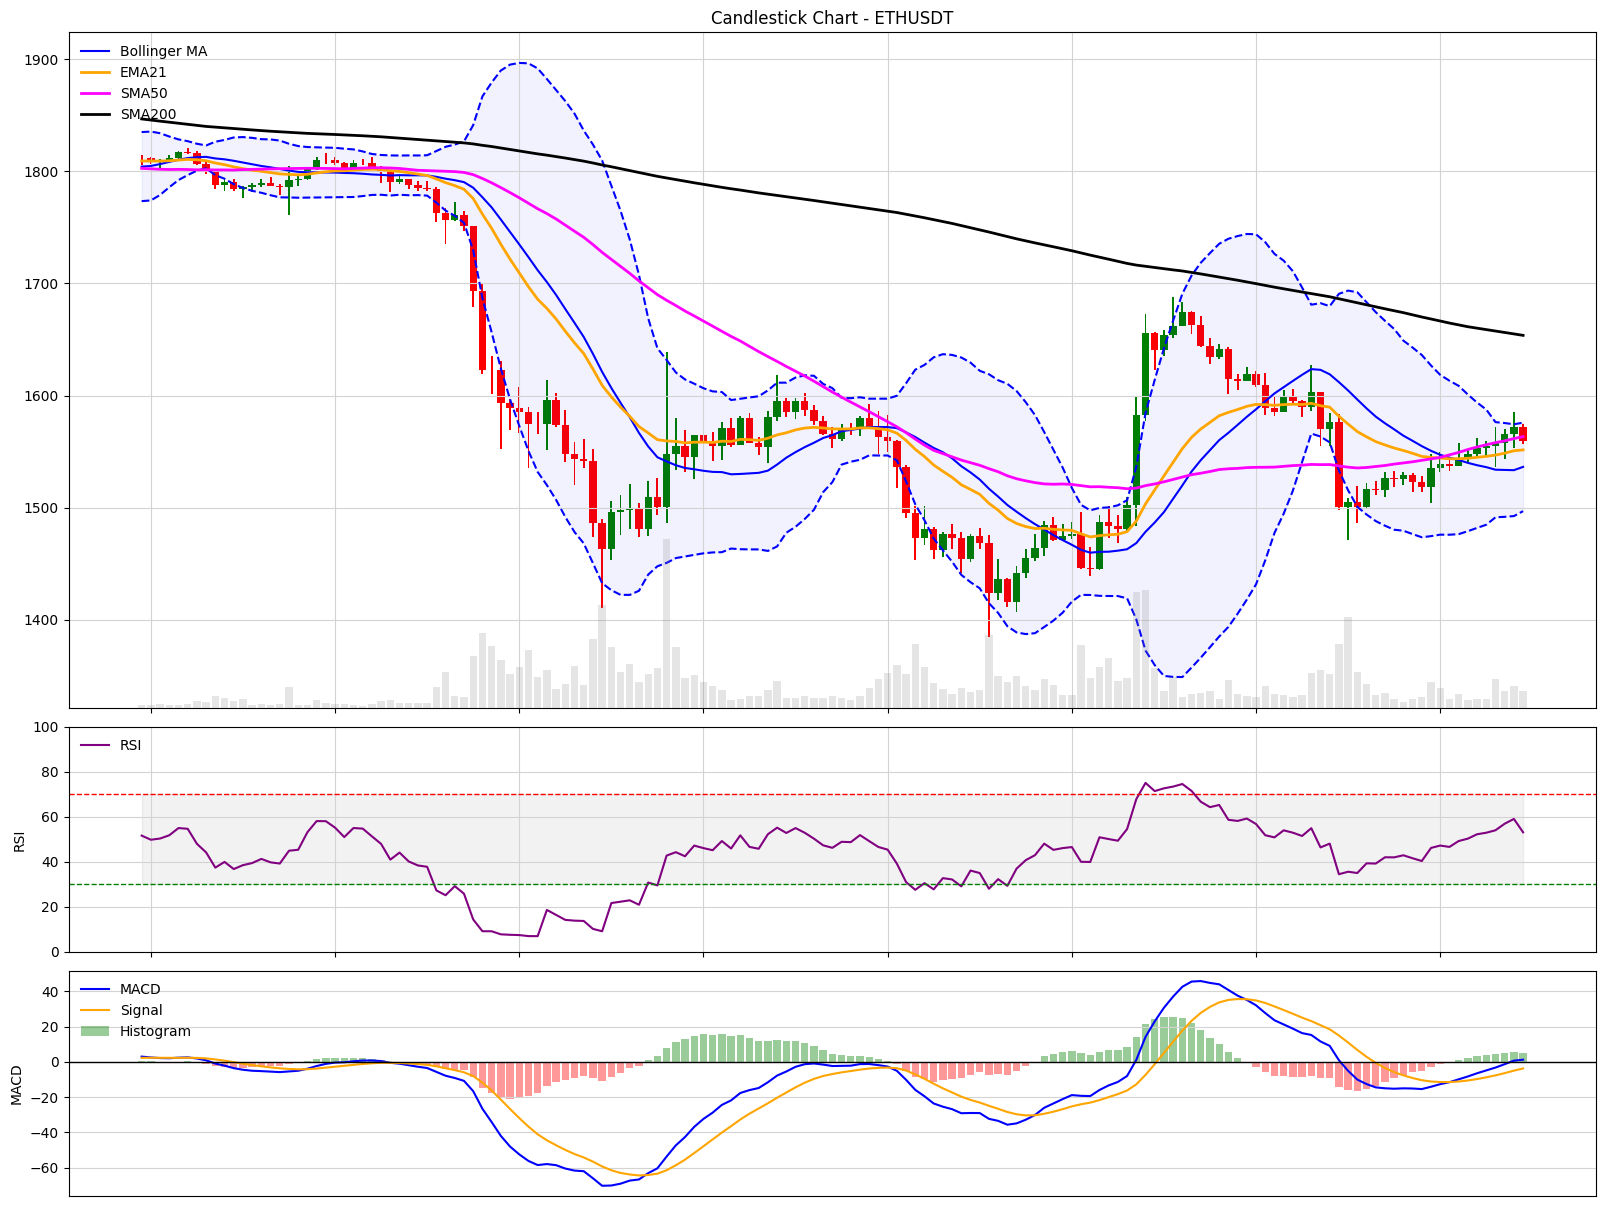 Candlestick Chart - ETHUSDT
Bollinger MA
EMA21
SMA50
SMA200
1900
1800
1700
1600
1500
1400
RSI
100
80
60
40
20
0
RSI
MACD
Signal
Histogram
40
20
0
−20
−40
−60
MACD